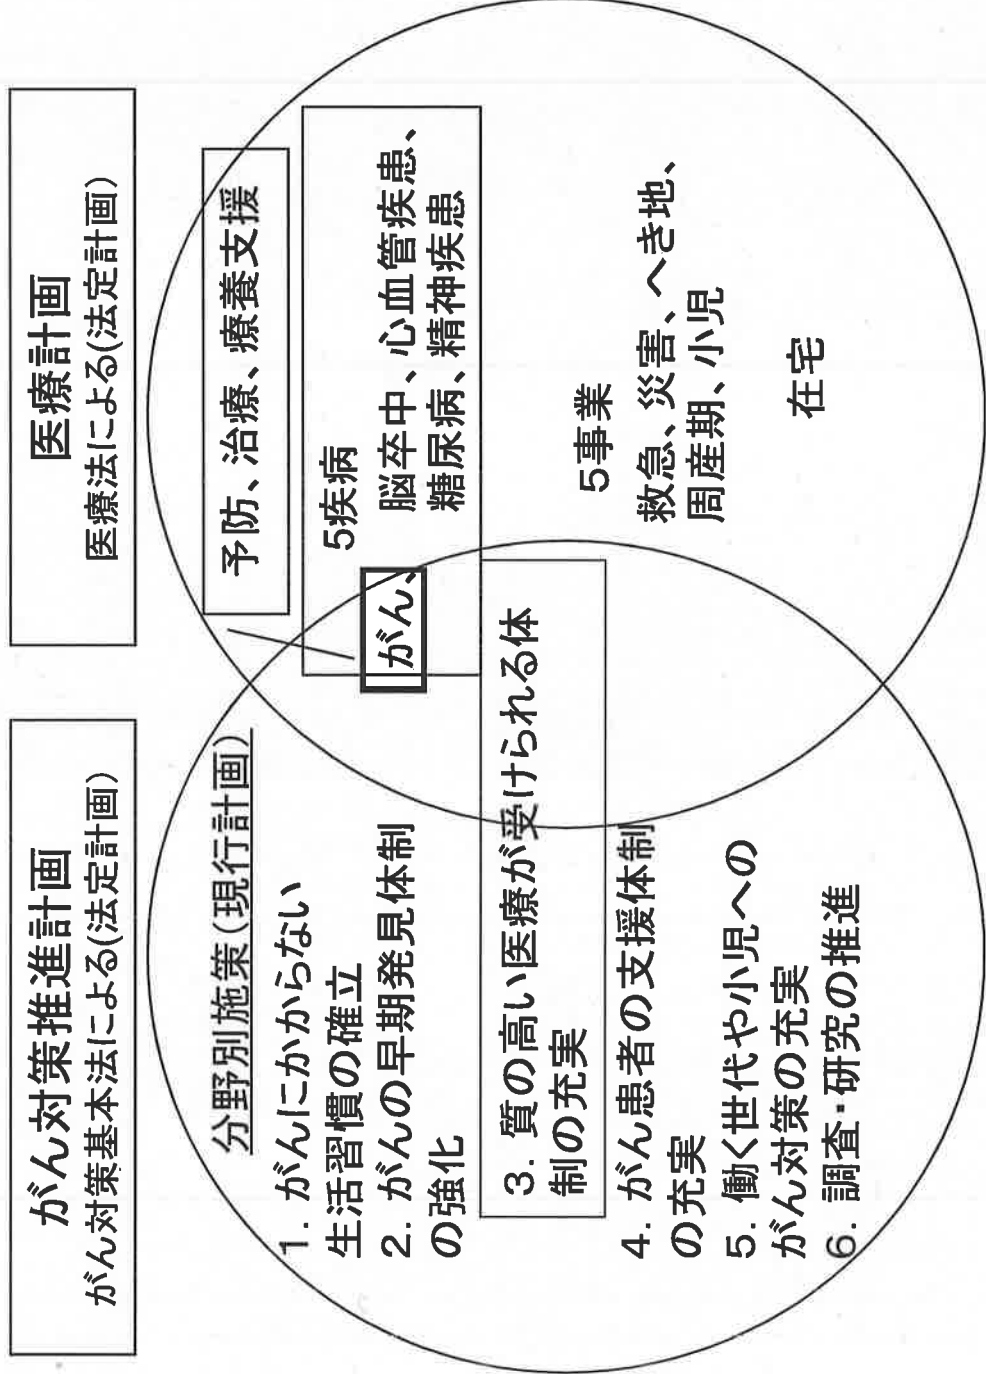 がん対策推進計画
がん対策基本法による(法定計画)
医療計画
医療法による(法定計画)
分野別施策(現行計画)
1. がんにかからない
生活習慣の確立
2. がんの早期発見体制
の強化
3. 質の高い医療が受けられる体
制の充実
4. がん患者の支援体制
の充実
5. 働く世代や小児への
がん対策の充実
6. 調査・研究の推進
予防、治療、療養支援
5疾病
がん、脳卒中、心血管疾患、
糖尿病、精神疾患
5事業
救急、災害、へき地、
周産期、小児
在宅